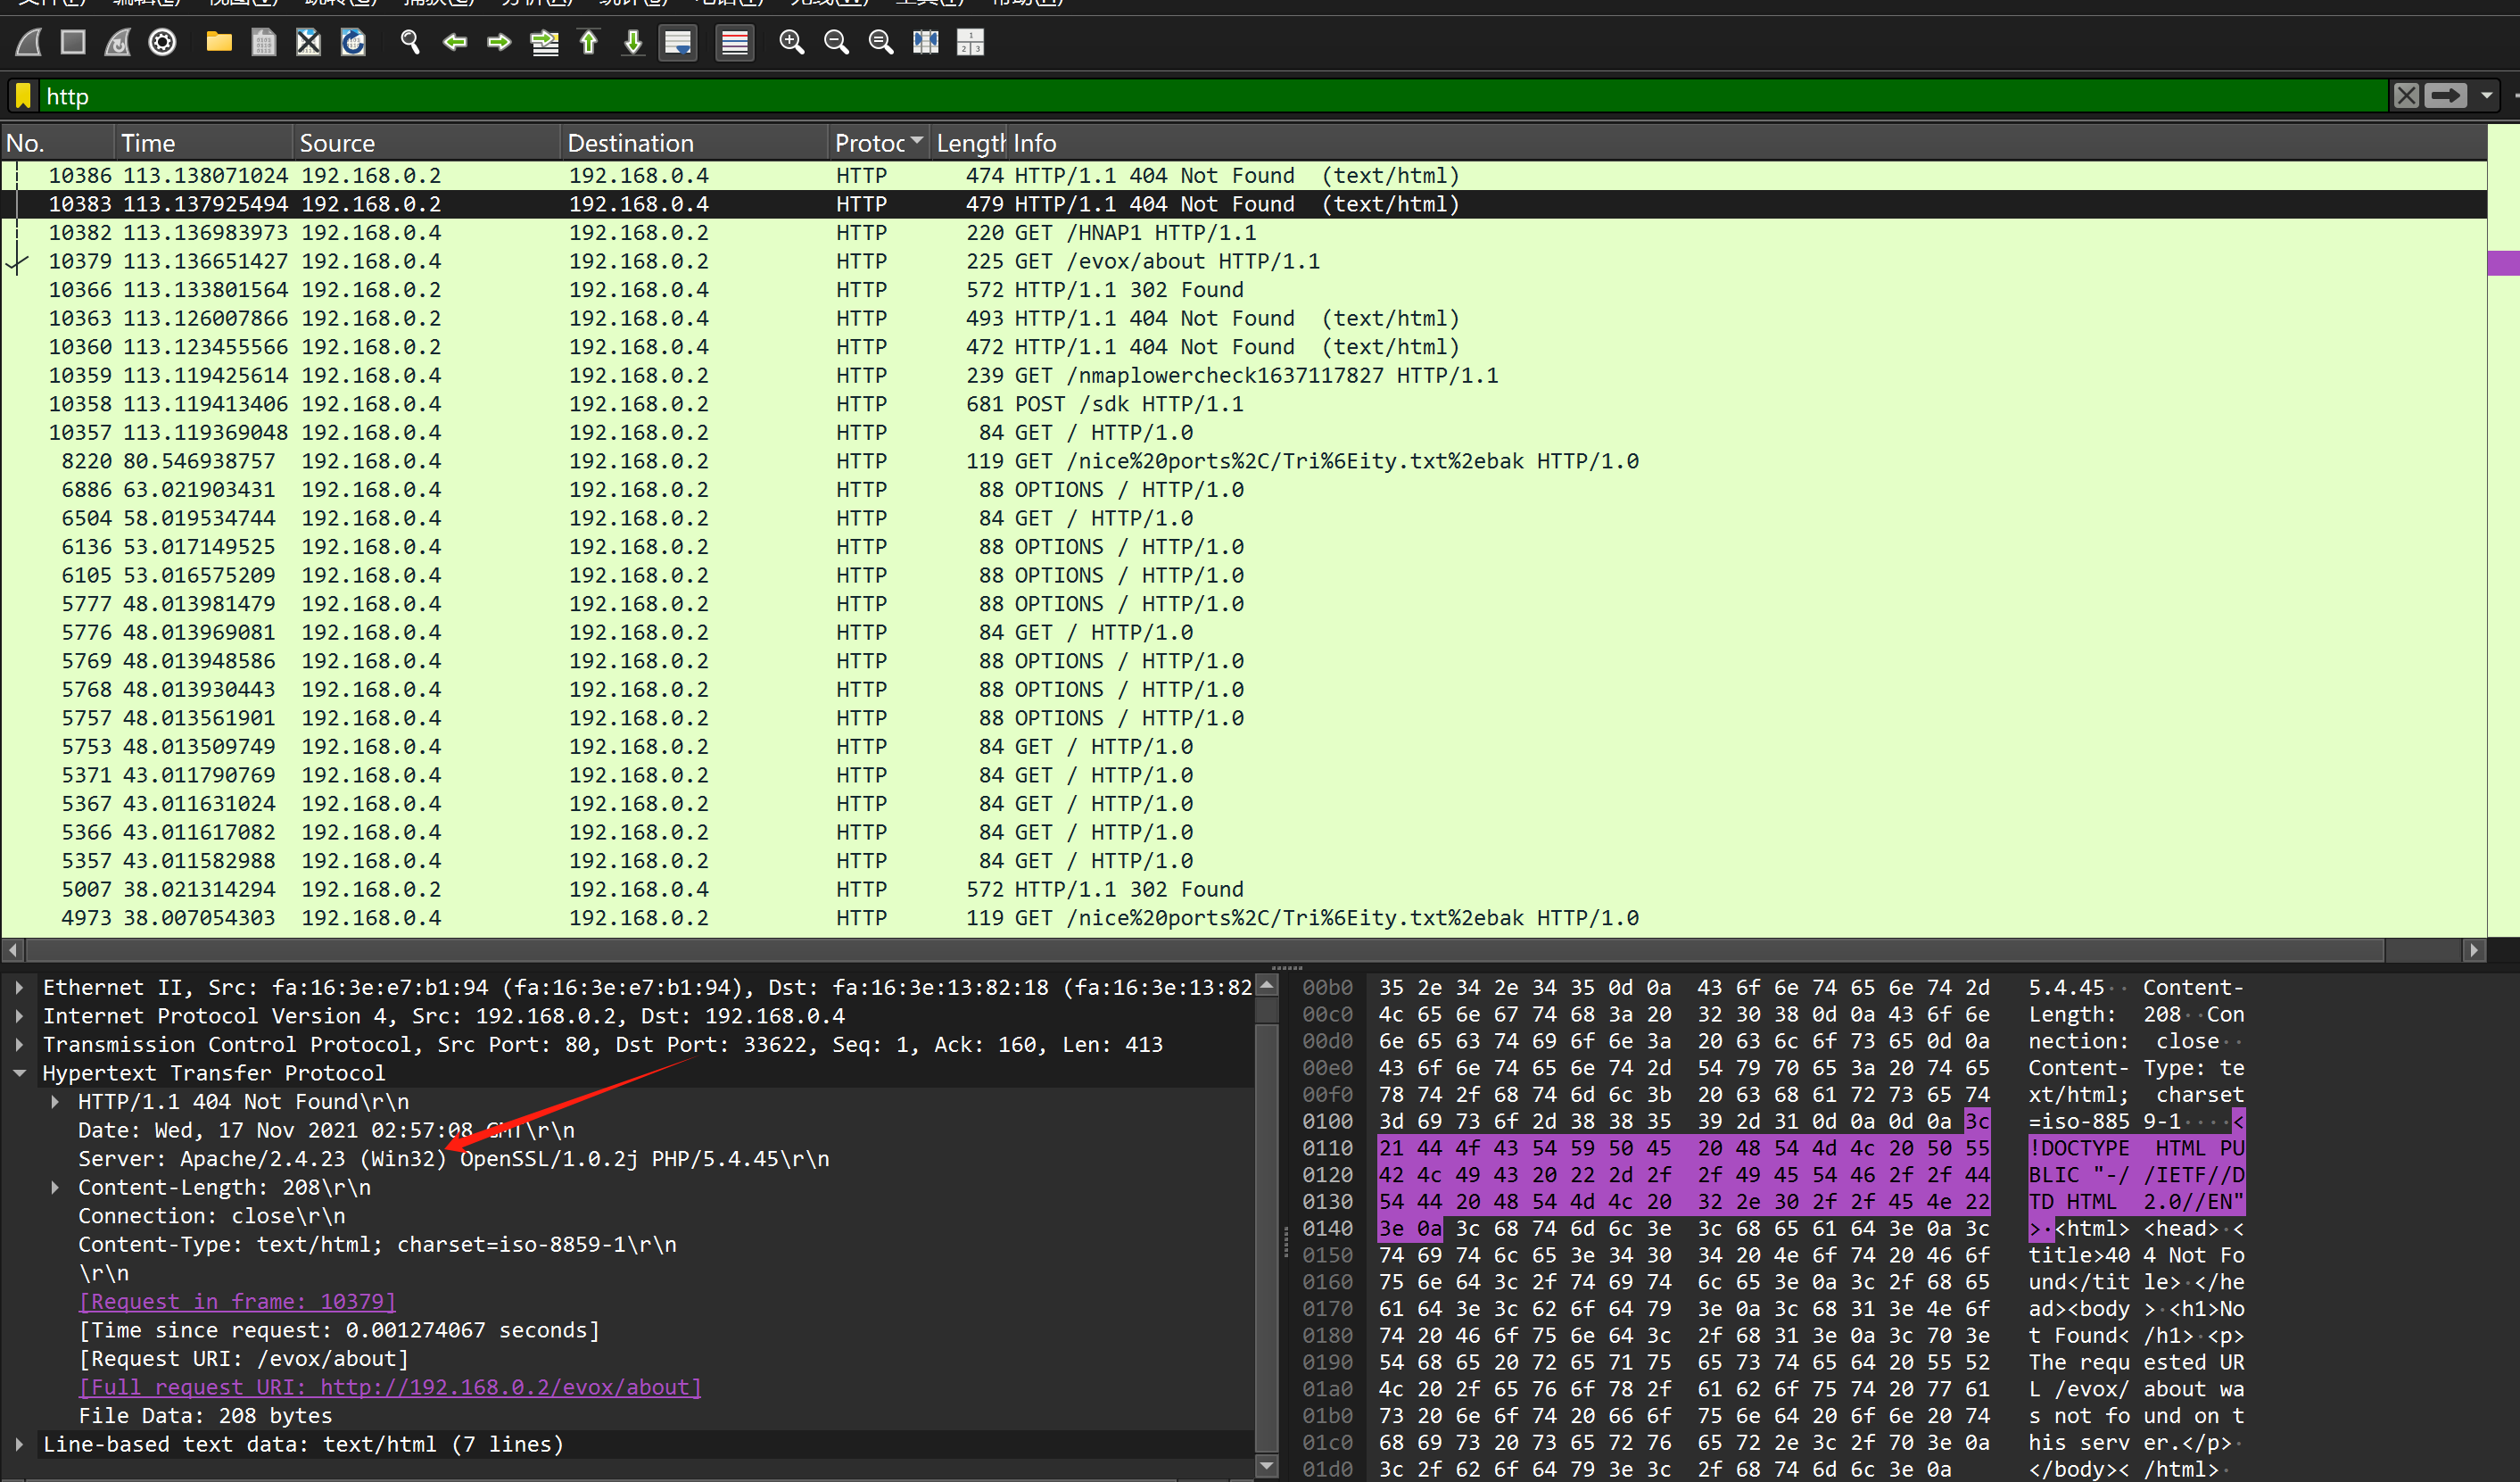 文件(F) 编辑(E) 视图(V) 跳转(G) 捕获(C) 分析(A) 统计(S) 电话(Y) 无线(W) 工具(T) 帮助(H)
http
No. Time Source Destination Protoc Length Info
10386 113.138071024 192.168.0.2 192.168.0.4 HTTP 474 HTTP/1.1 404 Not Found  (text/html)
10383 113.137925494 192.168.0.2 192.168.0.4 HTTP 479 HTTP/1.1 404 Not Found  (text/html)
10382 113.136983973 192.168.0.4 192.168.0.2 HTTP 220 GET /HNAP1 HTTP/1.1
10379 113.136651427 192.168.0.4 192.168.0.2 HTTP 225 GET /evox/about HTTP/1.1
10366 113.133801564 192.168.0.2 192.168.0.4 HTTP 572 HTTP/1.1 302 Found
10363 113.126007866 192.168.0.2 192.168.0.4 HTTP 493 HTTP/1.1 404 Not Found  (text/html)
10360 113.123455566 192.168.0.2 192.168.0.4 HTTP 472 HTTP/1.1 404 Not Found  (text/html)
10359 113.119425614 192.168.0.4 192.168.0.2 HTTP 239 GET /nmaplowercheck1637117827 HTTP/1.1
10358 113.119413406 192.168.0.4 192.168.0.2 HTTP 681 POST /sdk HTTP/1.1
10357 113.119369048 192.168.0.4 192.168.0.2 HTTP 84 GET / HTTP/1.0
8220 80.546938757 192.168.0.4 192.168.0.2 HTTP 119 GET /nice%20ports%2C/Tri%6Eity.txt%2ebak HTTP/1.0
6886 63.021903431 192.168.0.4 192.168.0.2 HTTP 88 OPTIONS / HTTP/1.0
6504 58.019534744 192.168.0.4 192.168.0.2 HTTP 84 GET / HTTP/1.0
6136 53.017149525 192.168.0.4 192.168.0.2 HTTP 88 OPTIONS / HTTP/1.0
6105 53.016575209 192.168.0.4 192.168.0.2 HTTP 88 OPTIONS / HTTP/1.0
5777 48.013981479 192.168.0.4 192.168.0.2 HTTP 88 OPTIONS / HTTP/1.0
5776 48.013969081 192.168.0.4 192.168.0.2 HTTP 84 GET / HTTP/1.0
5769 48.013948586 192.168.0.4 192.168.0.2 HTTP 88 OPTIONS / HTTP/1.0
5768 48.013930443 192.168.0.4 192.168.0.2 HTTP 88 OPTIONS / HTTP/1.0
5757 48.013561901 192.168.0.4 192.168.0.2 HTTP 88 OPTIONS / HTTP/1.0
5753 48.013509749 192.168.0.4 192.168.0.2 HTTP 84 GET / HTTP/1.0
5371 43.011790769 192.168.0.4 192.168.0.2 HTTP 84 GET / HTTP/1.0
5367 43.011631024 192.168.0.4 192.168.0.2 HTTP 84 GET / HTTP/1.0
5366 43.011617082 192.168.0.4 192.168.0.2 HTTP 84 GET / HTTP/1.0
5357 43.011582988 192.168.0.4 192.168.0.2 HTTP 84 GET / HTTP/1.0
5007 38.021314294 192.168.0.2 192.168.0.4 HTTP 572 HTTP/1.1 302 Found
4973 38.007054303 192.168.0.4 192.168.0.2 HTTP 119 GET /nice%20ports%2C/Tri%6Eity.txt%2ebak HTTP/1.0
Ethernet II, Src: fa:16:3e:e7:b1:94 (fa:16:3e:e7:b1:94), Dst: fa:16:3e:13:82:18 (fa:16:3e:13:82
Internet Protocol Version 4, Src: 192.168.0.2, Dst: 192.168.0.4
Transmission Control Protocol, Src Port: 80, Dst Port: 33622, Seq: 1, Ack: 160, Len: 413
Hypertext Transfer Protocol
HTTP/1.1 404 Not Found\r\n
Date: Wed, 17 Nov 2021 02:57:08 GMT\r\n
Server: Apache/2.4.23 (Win32) OpenSSL/1.0.2j PHP/5.4.45\r\n
Content-Length: 208\r\n
Connection: close\r\n
Content-Type: text/html; charset=iso-8859-1\r\n
\r\n
[Request in frame: 10379]
[Time since request: 0.001274067 seconds]
[Request URI: /evox/about]
[Full request URI: http://192.168.0.2/evox/about]
File Data: 208 bytes
Line-based text data: text/html (7 lines)
00b0 35 2e 34 2e 34 35 0d 0a 43 6f 6e 74 65 6e 74 2d 5.4.45·· Content-
00c0 4c 65 6e 67 74 68 3a 20 32 30 38 0d 0a 43 6f 6e Length:  208··Con
00d0 6e 65 63 74 69 6f 6e 3a 20 63 6c 6f 73 65 0d 0a nection:  close··
00e0 43 6f 6e 74 65 6e 74 2d 54 79 70 65 3a 20 74 65 Content- Type: te
00f0 78 74 2f 68 74 6d 6c 3b 20 63 68 61 72 73 65 74 xt/html;  charset
0100 3d 69 73 6f 2d 38 38 35 39 2d 31 0d 0a 0d 0a 3c =iso-885 9-1····<
0110 21 44 4f 43 54 59 50 45 20 48 54 4d 4c 20 50 55 !DOCTYPE  HTML PU
0120 42 4c 49 43 20 22 2d 2f 2f 49 45 54 46 2f 2f 44 BLIC "-/ /IETF//D
0130 54 44 20 48 54 4d 4c 20 32 2e 30 2f 2f 45 4e 22 TD HTML  2.0//EN"
0140 3e 0a 3c 68 74 6d 6c 3e 3c 68 65 61 64 3e 0a 3c >·<html> <head>·<
0150 74 69 74 6c 65 3e 34 30 34 20 4e 6f 74 20 46 6f title>40 4 Not Fo
0160 75 6e 64 3c 2f 74 69 74 6c 65 3e 0a 3c 2f 68 65 und</tit le>·</he
0170 61 64 3e 3c 62 6f 64 79 3e 0a 3c 68 31 3e 4e 6f ad><body >·<h1>No
0180 74 20 46 6f 75 6e 64 3c 2f 68 31 3e 0a 3c 70 3e t Found< /h1>·<p>
0190 54 68 65 20 72 65 71 75 65 73 74 65 64 20 55 52 The requ ested UR
01a0 4c 20 2f 65 76 6f 78 2f 61 62 6f 75 74 20 77 61 L /evox/ about wa
01b0 73 20 6e 6f 74 20 66 6f 75 6e 64 20 6f 6e 20 74 s not fo und on t
01c0 68 69 73 20 73 65 72 76 65 72 2e 3c 2f 70 3e 0a his serv er.</p>·
01d0 3c 2f 62 6f 64 79 3e 3c 2f 68 74 6d 6c 3e 0a </body>< /html>·